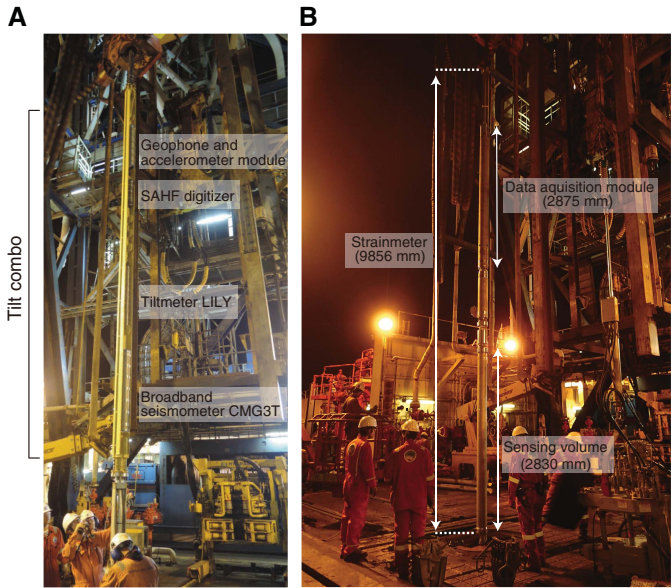 A
B
Tilt combo
Geophone and
accelerometer module
SAHF digitizer
Tiltmeter LILY
Broadband
seismometer CMG3T
Strainmeter
(9856 mm)
Data aquisition module
(2875 mm)
Sensing volume
(2830 mm)